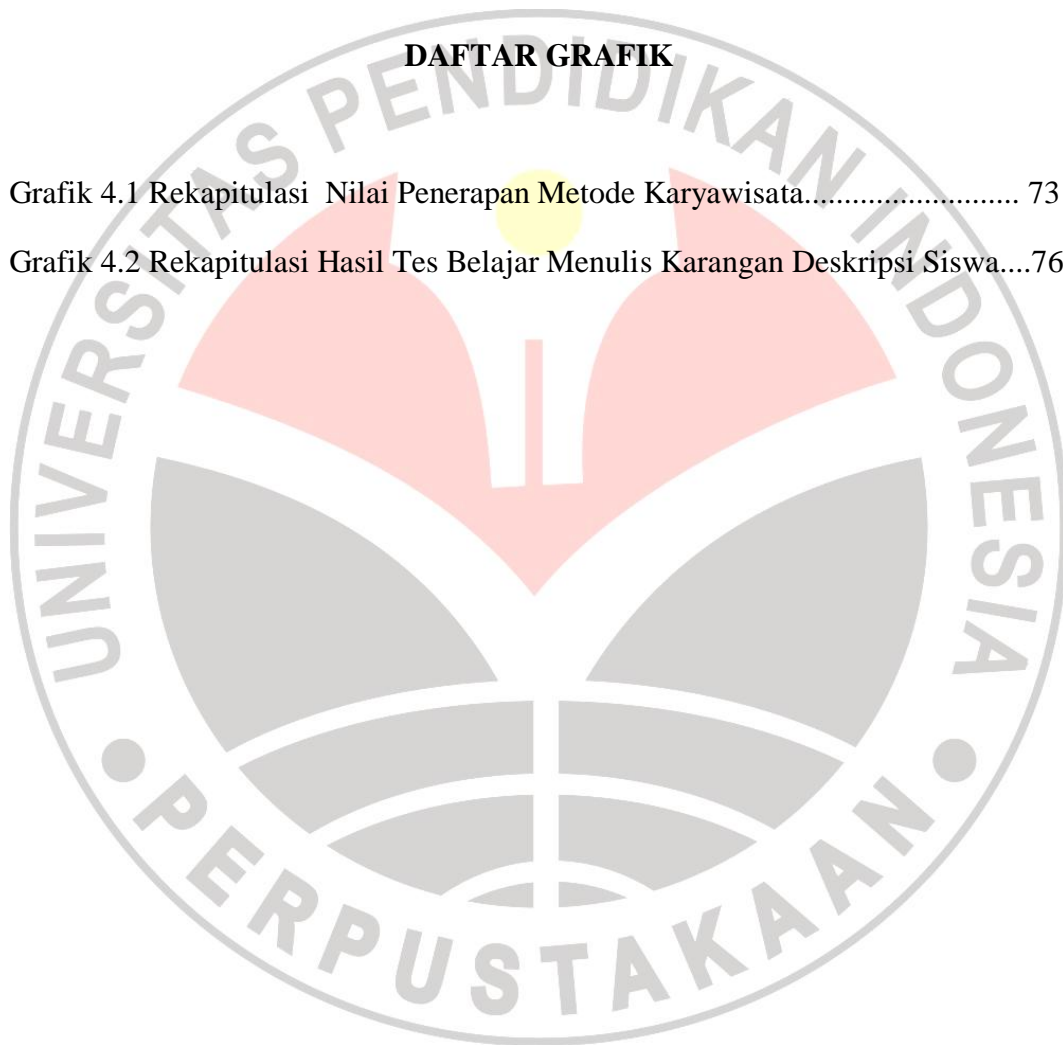 DAFTAR GRAFIK
Grafik 4.1 Rekapitulasi  Nilai Penerapan Metode Karyawisata........................... 73
Grafik 4.2 Rekapitulasi Hasil Tes Belajar Menulis Karangan Deskripsi Siswa....76
UNIVERSITAS PENDIDIKAN INDONESIA
PERPUSTAKAAN